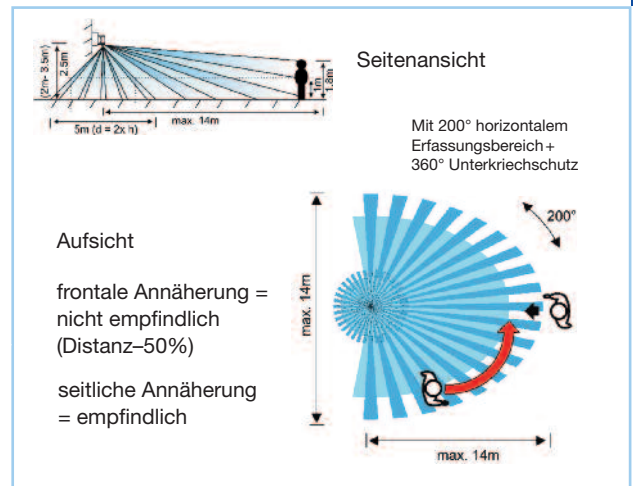 Seitenansicht
(2m- 3.5m)
2.5m
1m
1.8m
max. 14m
5m (d = 2x h)
Mit 200° horizontalem
Erfassungsbereich+
360° Unterkriechschutz
200°
Aufsicht
frontale Annäherung =
nicht empfindlich
(Distanz–50%)
seitliche Annäherung
= empfindlich
max. 14m
max. 14m